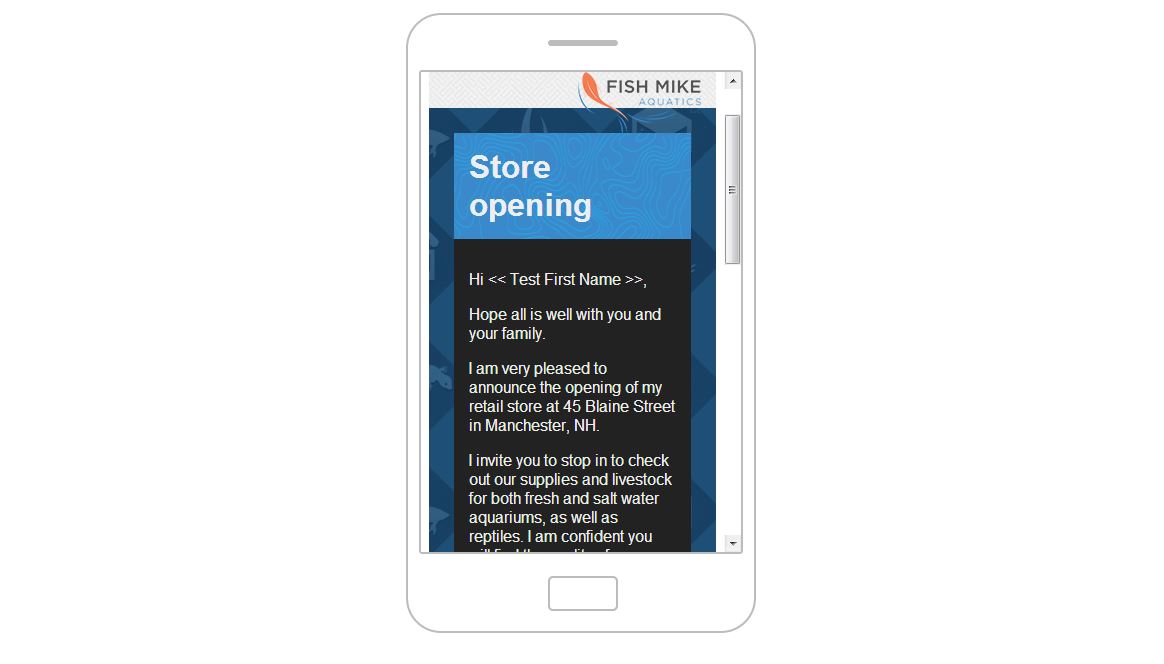 FISH MIKE
AQUATICS
Store
opening
Hi << Test First Name >>,
Hope all is well with you and
your family.
I am very pleased to
announce the opening of my
retail store at 45 Blaine Street
in Manchester, NH.
I invite you to stop in to check
out our supplies and livestock
for both fresh and salt water
aquariums, as well as
reptiles. I am confident you